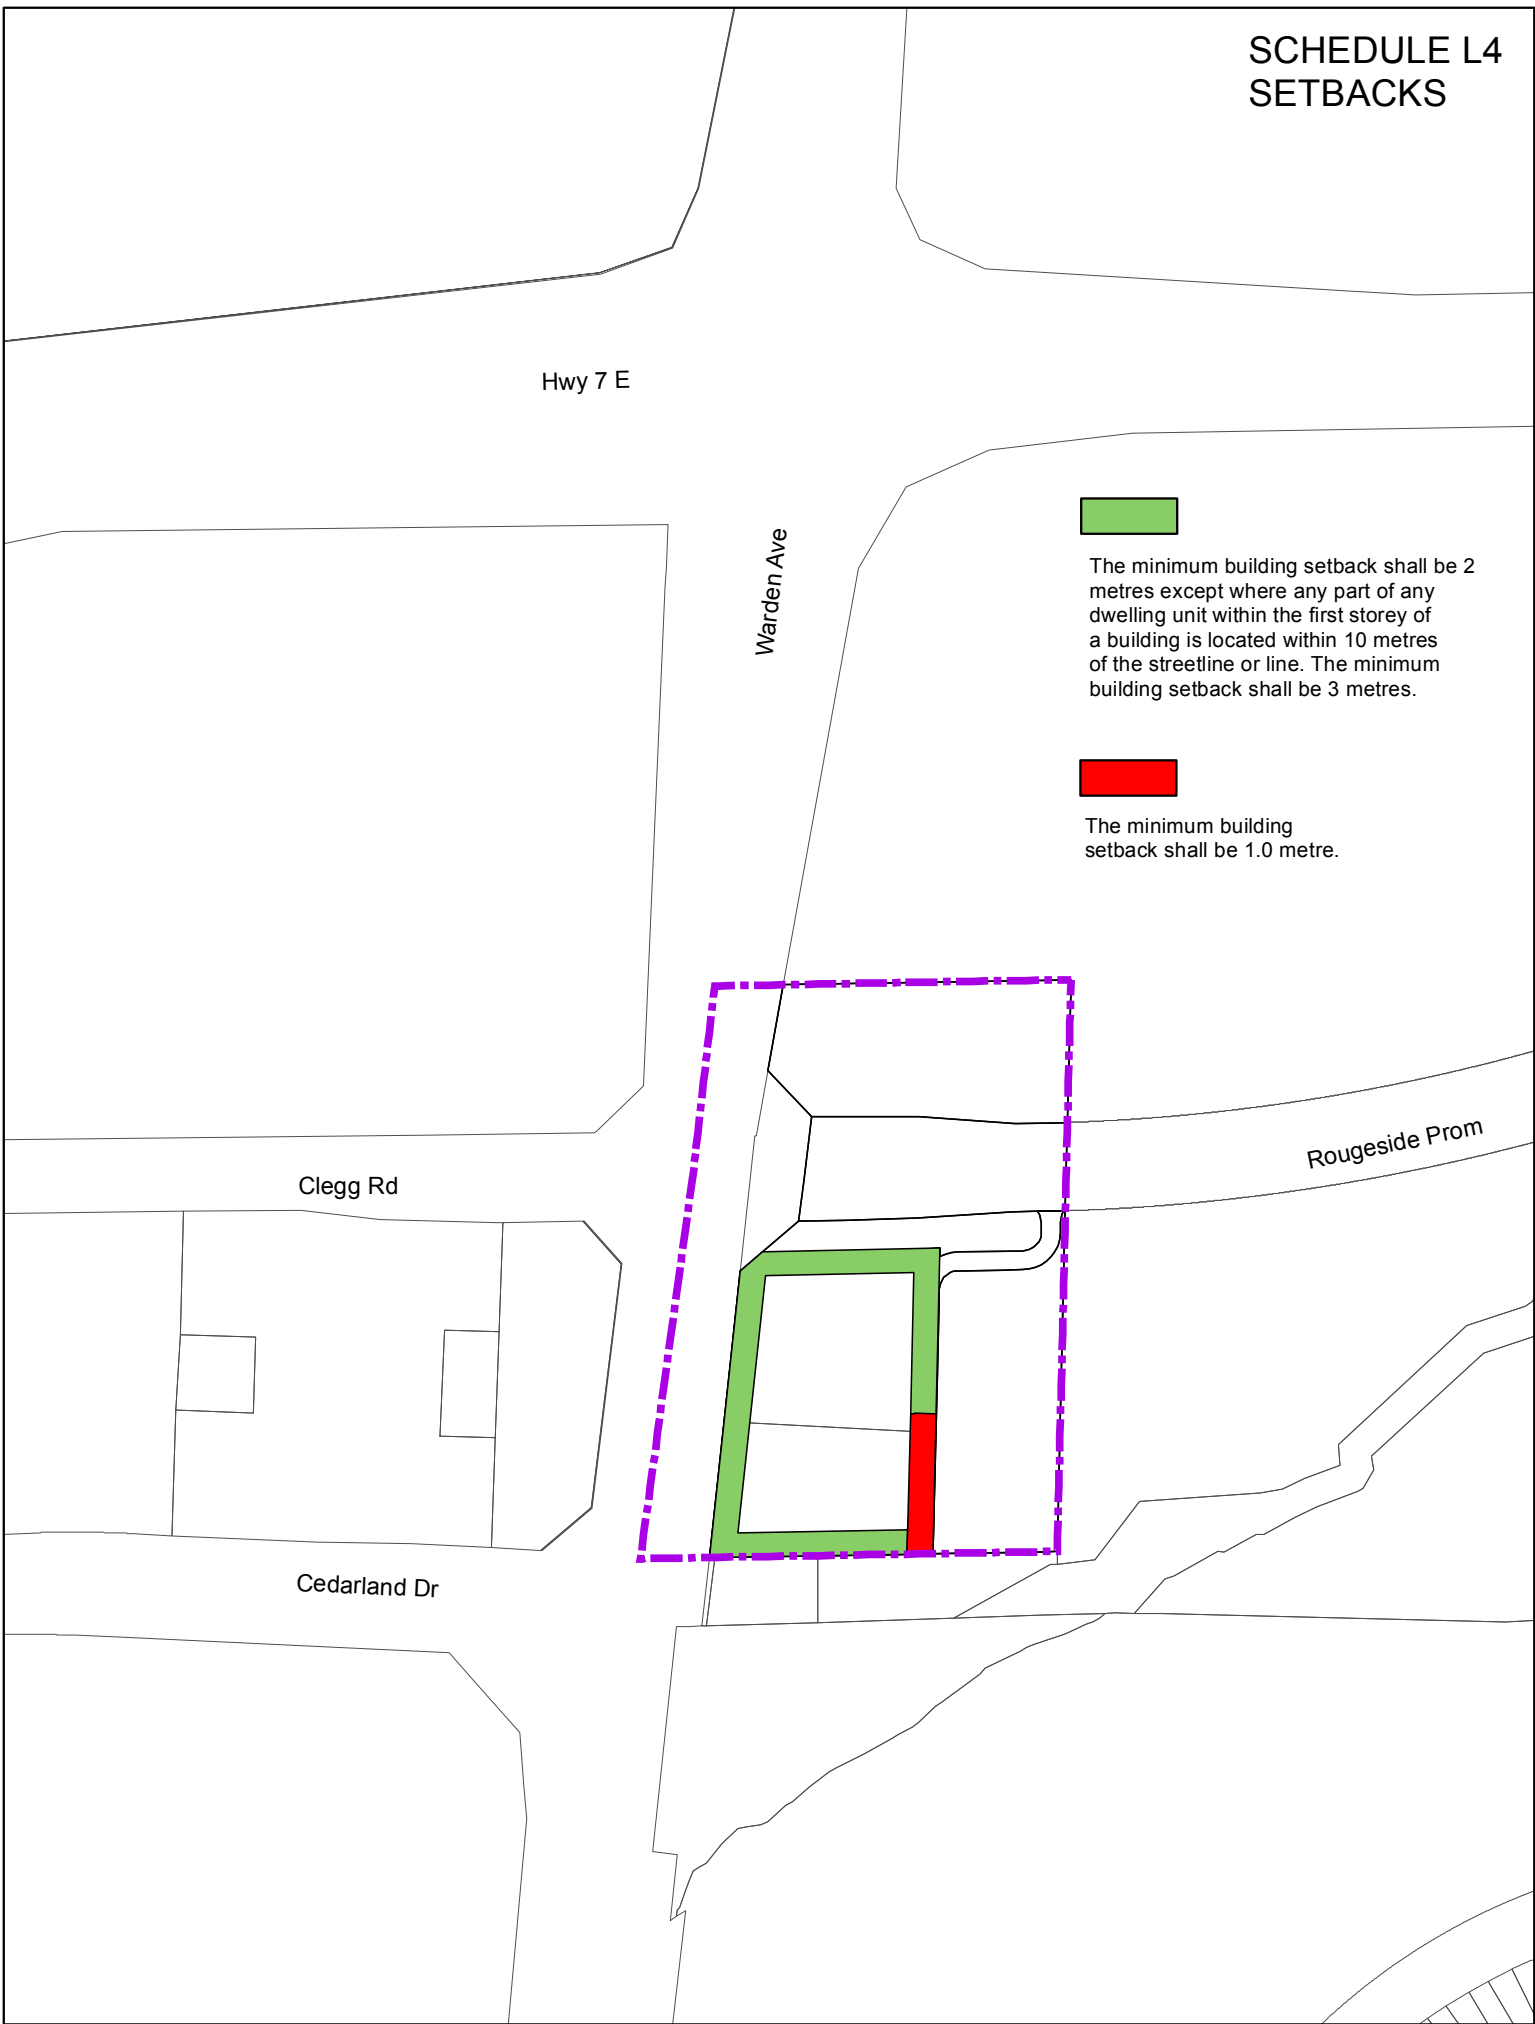 SCHEDULE L4
SETBACKS
Hwy 7 E
Warden Ave
The minimum building setback shall be 2
metres except where any part of any
dwelling unit within the first storey of
a building is located within 10 metres
of the streetline or line. The minimum
building setback shall be 3 metres.
The minimum building
setback shall be 1.0 metre.
Rougeside Prom
Clegg Rd
Cedarland Dr